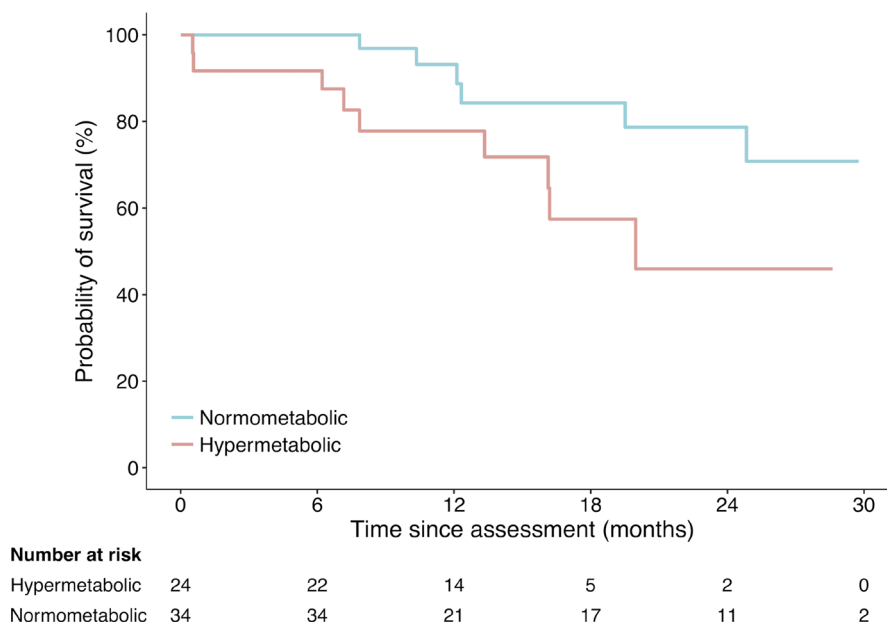 Probability of survival (%)
100
80
60
40
20
0
Normometabolic
Hypermetabolic
0 6 12 18 24 30
Time since assessment (months)
Number at risk
Hypermetabolic 24 22 14 5 2 0
Normometabolic 34 34 21 17 11 2